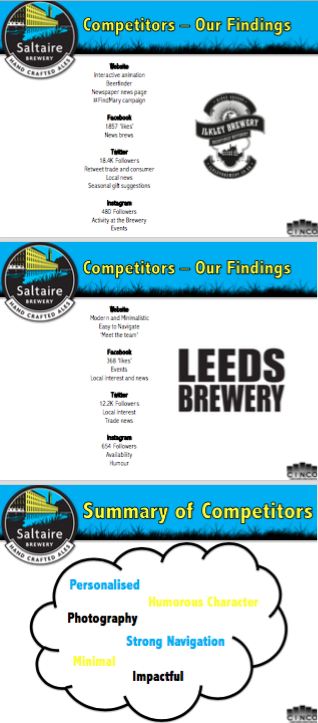 Competitors – Our Findings
Saltaire
BREWERY
HAND CRAFTED ALES
Website
Interactive animation
Beerfinder
Newspaper news page
#FindMary campaign
Facebook
1857 'likes'
News brews
Twitter
18.4K Followers
Retweet trade and consumer
Local news
Seasonal gift suggestions
Instagram
480 Followers
Activity at the Brewery
Events
ILKLEY BREWERY
CINCO
Competitors – Our Findings
Saltaire
BREWERY
HAND CRAFTED ALES
Website
Modern and Minimalistic
Easy to Navigate
'Meet the team'
Facebook
368 'likes'
Events
Local interest and news
Twitter
12.2K Followers
Local interest
Trade news
Instagram
654 Followers
Availability
Humour
LEEDS
BREWERY
CINCO
Summary of Competitors
Saltaire
BREWERY
HAND CRAFTED ALES
Personalised
Humorous Character
Photography
Strong Navigation
Minimal
Impactful
CINCO